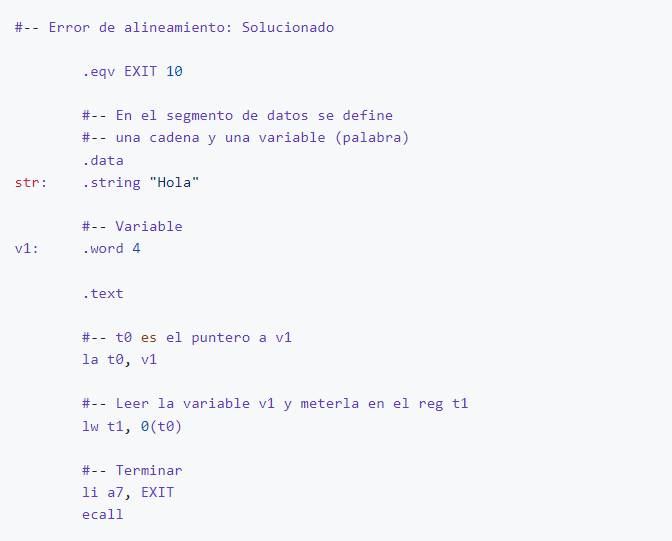 #-- Error de alineamiento: Solucionado
.eqv EXIT 10
#-- En el segmento de datos se define
#-- una cadena y una variable (palabra)
.data
str: .string "Hola"
#-- Variable
v1: .word 4
.text
#-- t0 es el puntero a v1
la t0, v1
#-- Leer la variable v1 y meterla en el reg t1
lw t1, 0(t0)
#-- Terminar
li a7, EXIT
ecall